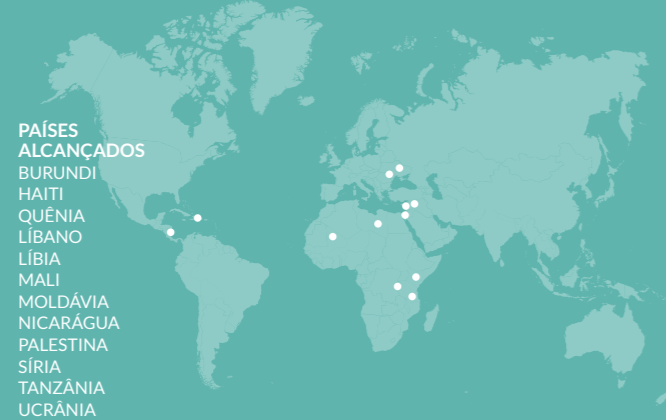 PAÍSES
ALCANÇADOS
BURUNDI
HAITI
QUÊNIA
LÍBANO
LÍBIA
MALI
MOLDÁVIA
NICARÁGUA
PALESTINA
SÍRIA
TANZÂNIA
UCRÂNIA